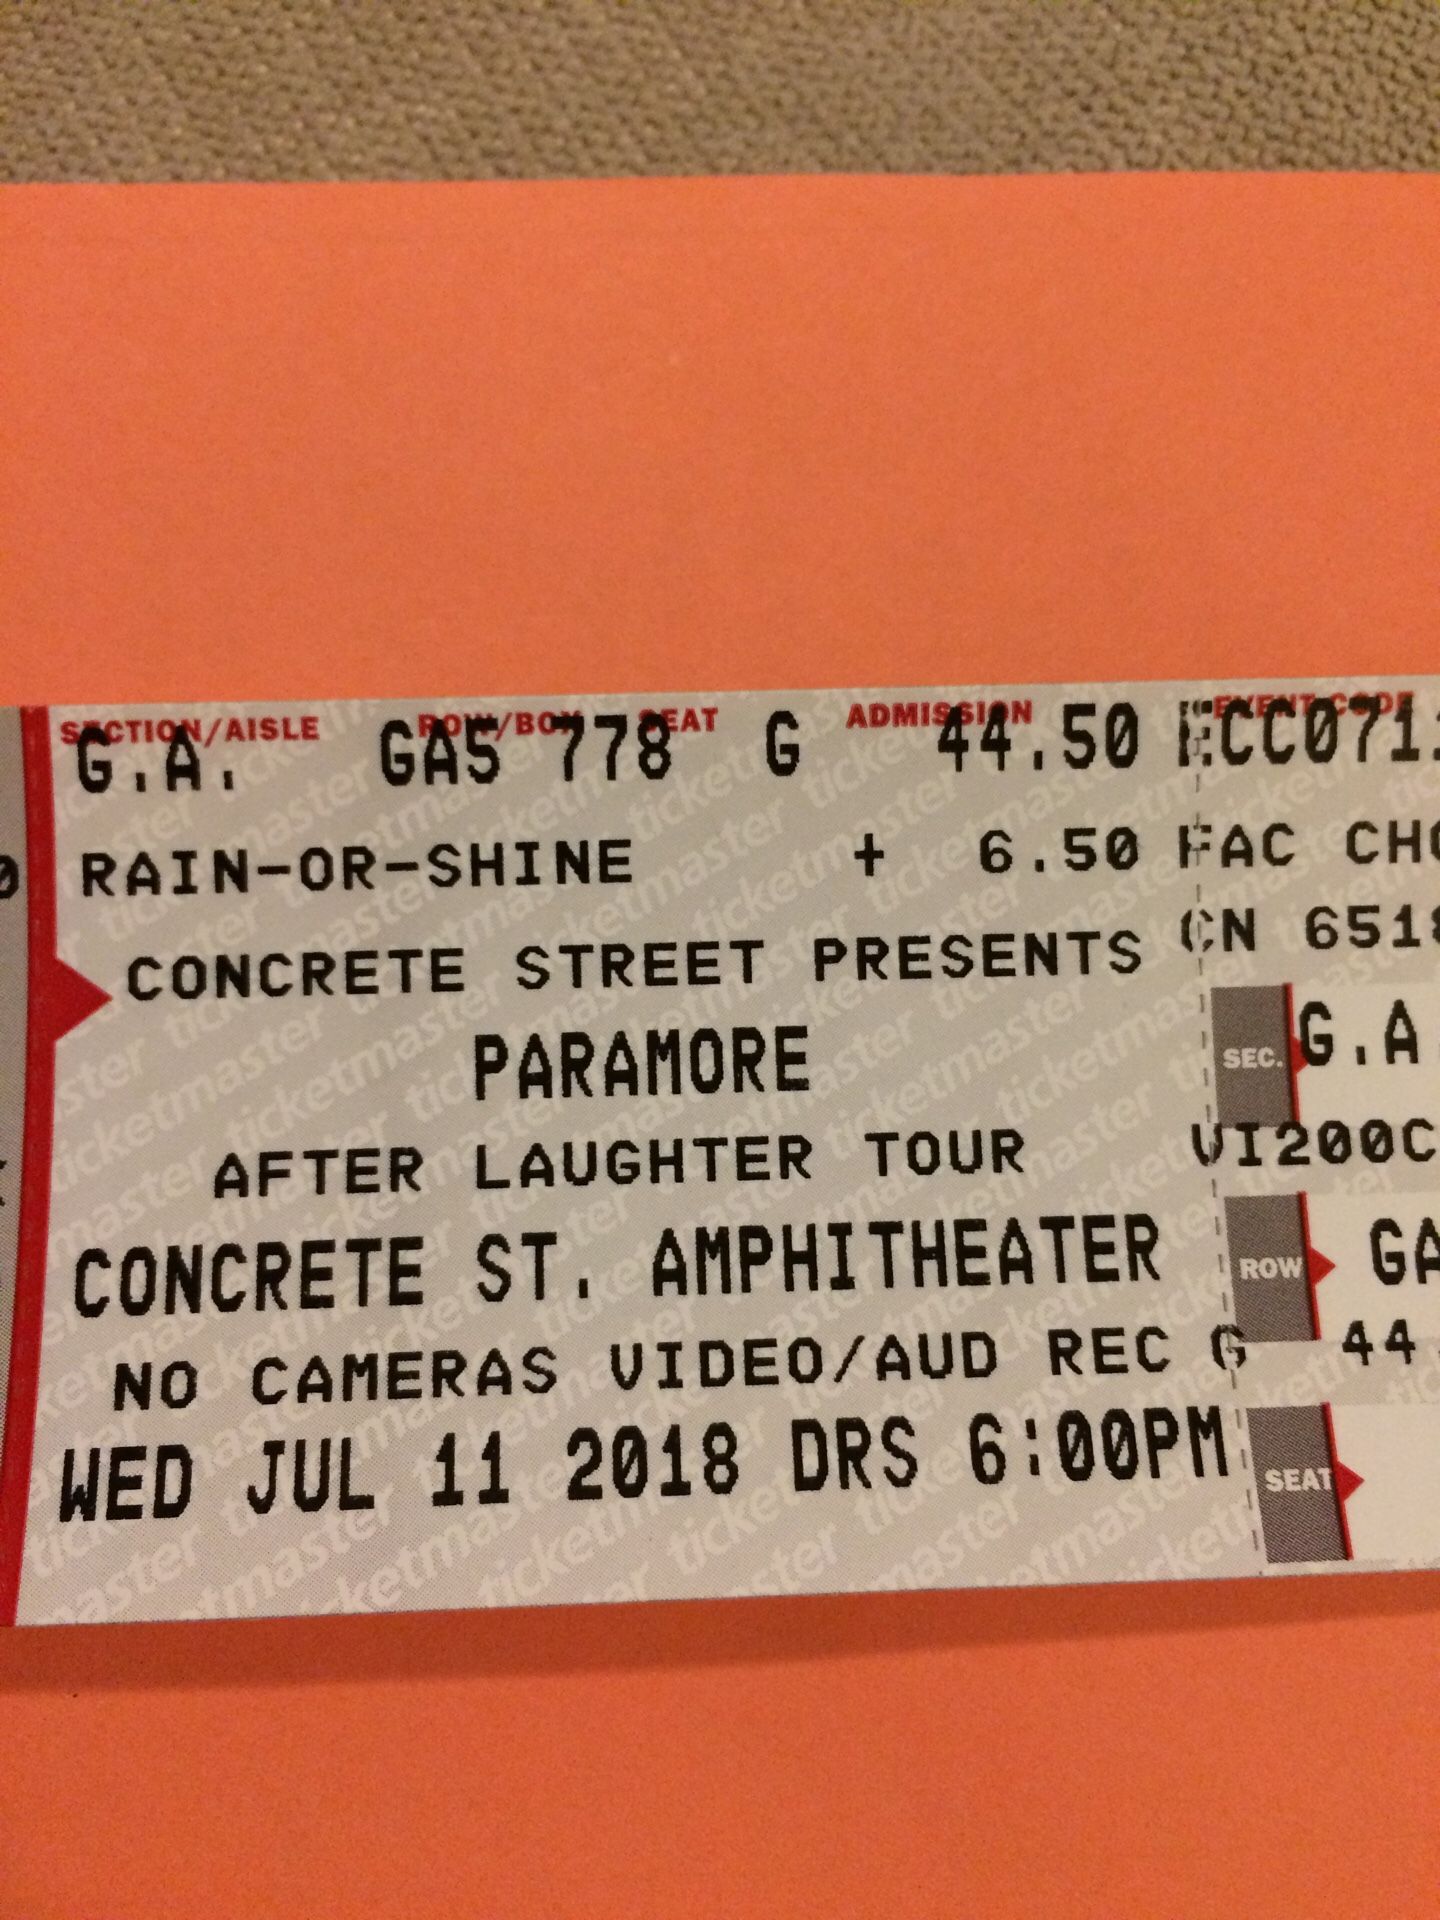 SECTION/AISLE ROW/BOX SEAT ADMISSION EVENT CODE
G.A. GAS 778 G 44.50 ECC0711
RAIN-OR-SHINE + 6.50 FAC CHG
CONCRETE STREET PRESENTS CN 6518
PARAMORE SEC. G.A.
AFTER LAUGHTER TOUR VI200C
CONCRETE ST. AMPHITHEATER ROW GA
NO CAMERAS VIDEO/AUD REC G 44.
WED JUL 11 2018 DRS 6:00PM SEAT